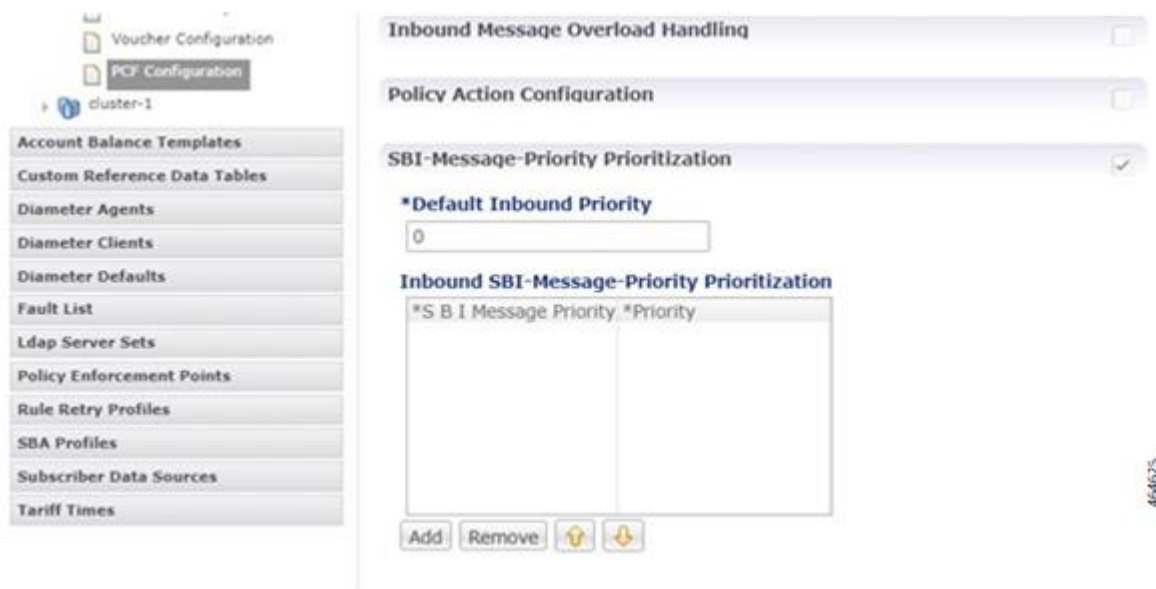 Voucher Configuration
PCF Configuration
cluster-1
Account Balance Templates
Custom Reference Data Tables
Diameter Agents
Diameter Clients
Diameter Defaults
Fault List
Ldap Server Sets
Policy Enforcement Points
Rule Retry Profiles
SBA Profiles
Subscriber Data Sources
Tariff Times
Inbound Message Overload Handling
Policy Action Configuration
SBI-Message-Priority Prioritization
*Default Inbound Priority
0
Inbound SBI-Message-Priority Prioritization
*S B I Message Priority *Priority
Add Remove
464625